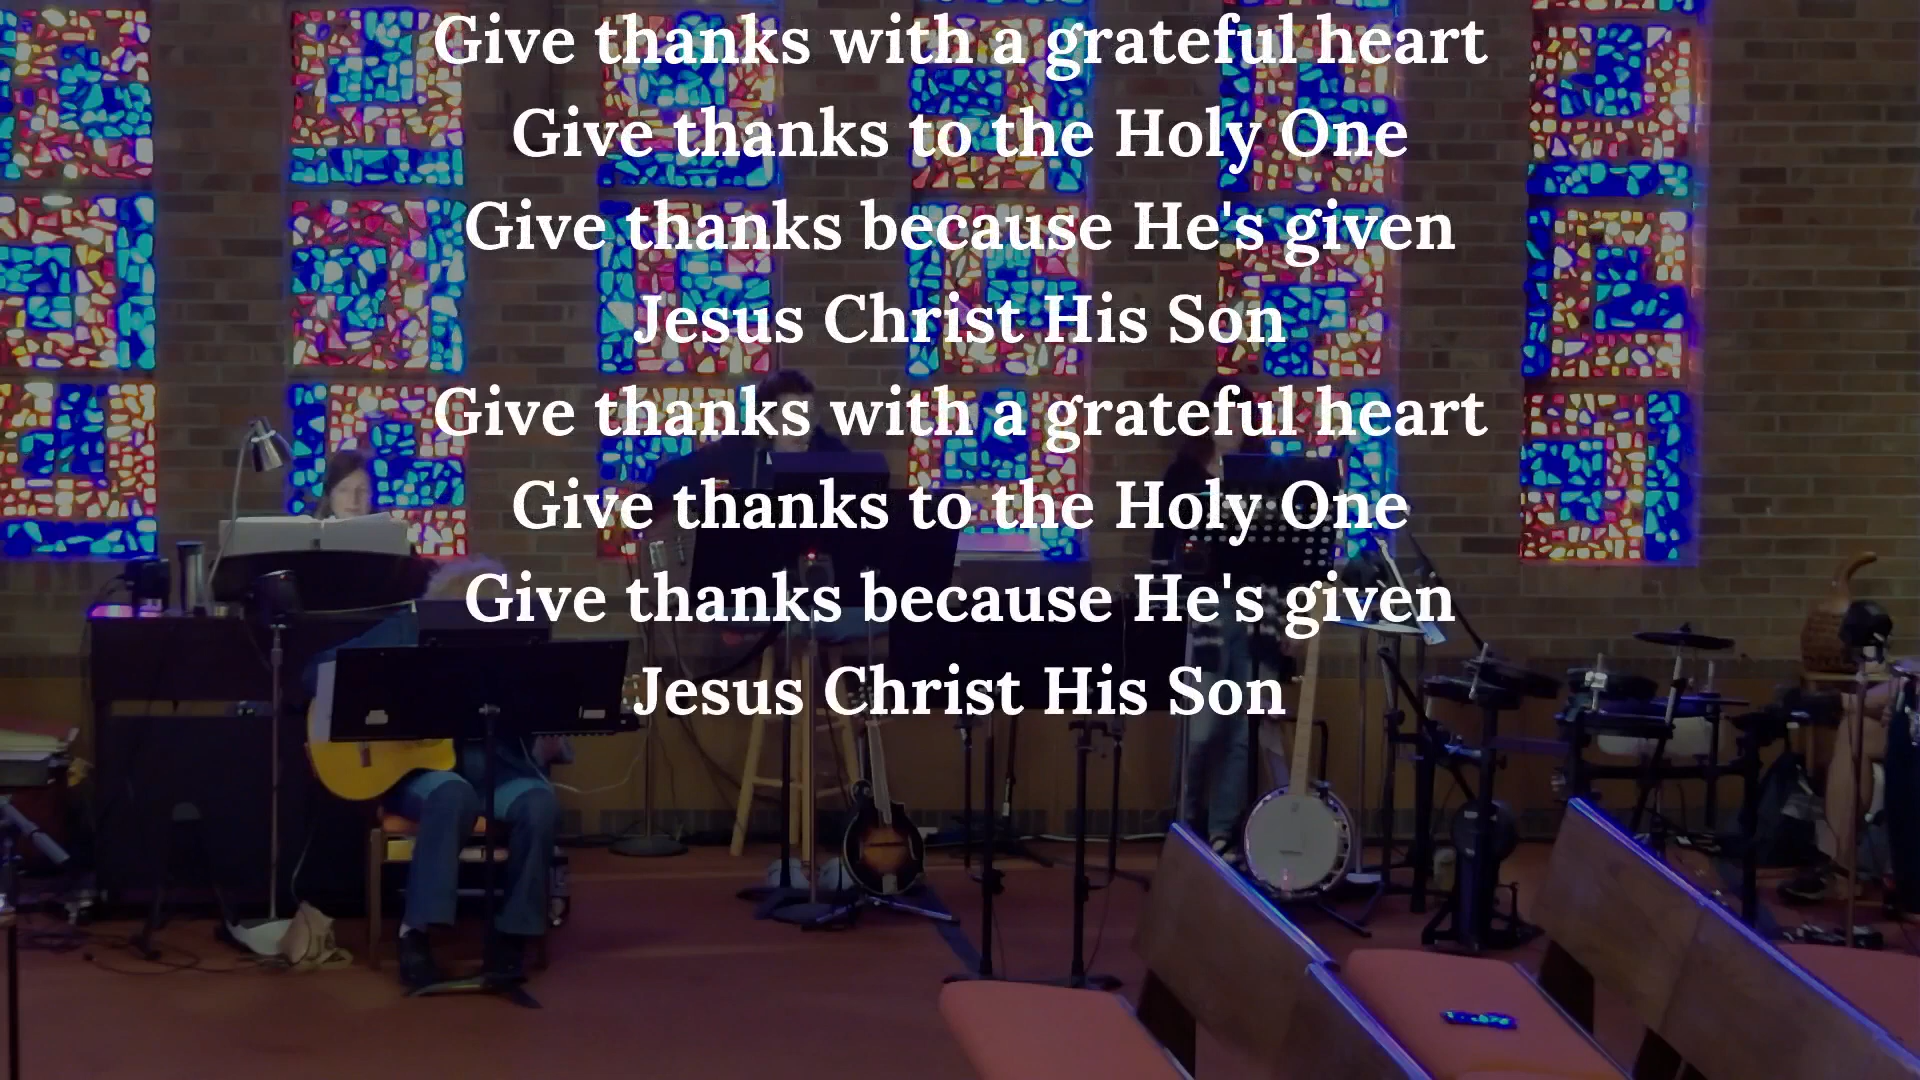 Give thanks with a grateful heart
Give thanks to the Holy One
Give thanks because He's given
Jesus Christ His Son
Give thanks with a grateful heart
Give thanks to the Holy One
Give thanks because He's given
Jesus Christ His Son